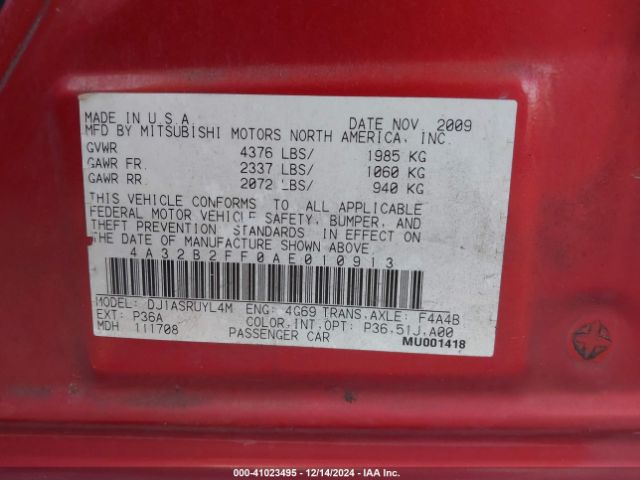 MADE IN U.S.A. DATE NOV. 2009
MFD BY MITSUBISHI MOTORS NORTH AMERICA, INC.
GVWR 4376 LBS/ 1985 KG
GAWR FR. 2337 LBS/ 1060 KG
GAWR RR. 2072 LBS/ 940 KG
THIS VEHICLE CONFORMS TO ALL APPLICABLE
FEDERAL MOTOR VEHICLE SAFETY, BUMPER, AND
THEFT PREVENTION STANDARDS IN EFFECT ON
THE DATE OF MANUFACTURE SHOWN ABOVE.
4A32B2FF0AE010913
MODEL: DJ1ASRUYL4M ENG: 4G69 TRANS.AXLE: F4A4B
EXT: P36A COLOR.INT.OPT: P36.51J.A00
MDH 111708 PASSENGER CAR
MU001418
000-41023495 - 12/14/2024 - IAAI.COM